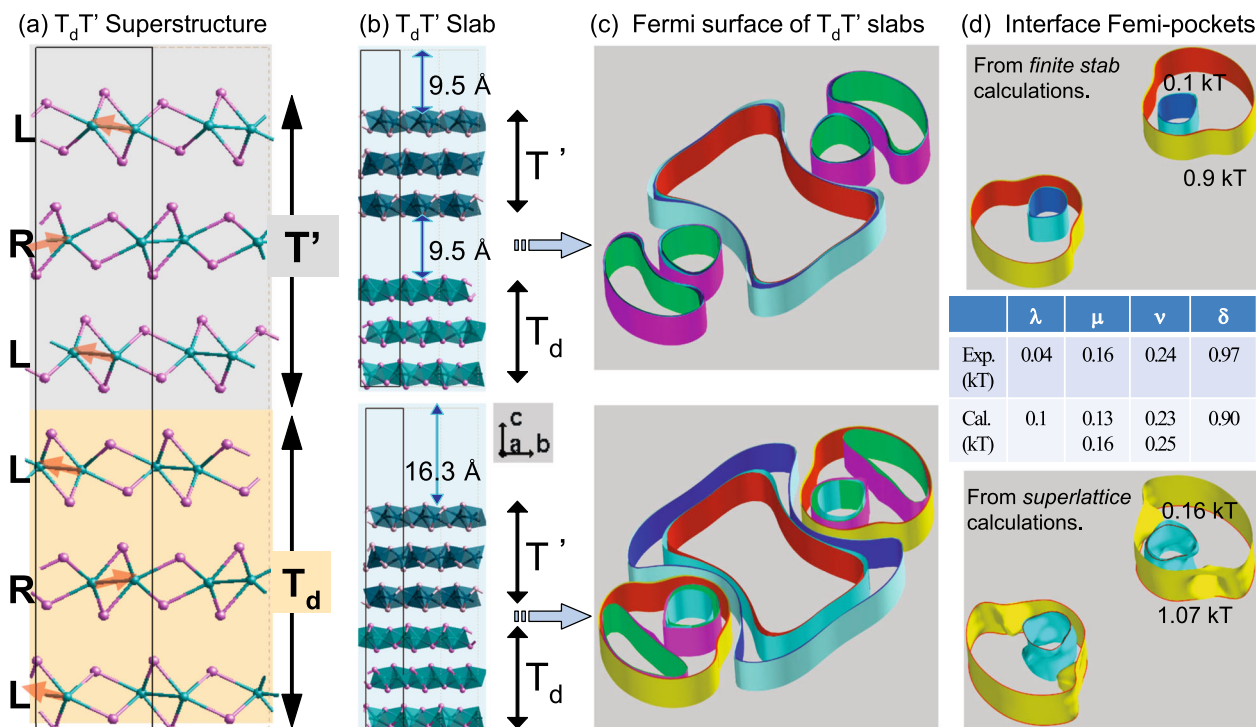 (a) TdT' Superstructure
L
R
L
T'
L
R
L
Td
(b) TdT' Slab
9.5 Å
T'
9.5 Å
Td
c
a b
16.3 Å
T'
Td
(c) Fermi surface of TdT' slabs
(d) Interface Femi-pockets
From finite stab
calculations.
0.1 kT
0.9 kT
λ μ ν δ
Exp.
(kT) 0.04 0.16 0.24 0.97
Cal.
(kT) 0.1 0.13 0.23 0.90
0.16 0.25
From superlattice
calculations.
0.16 kT
1.07 kT